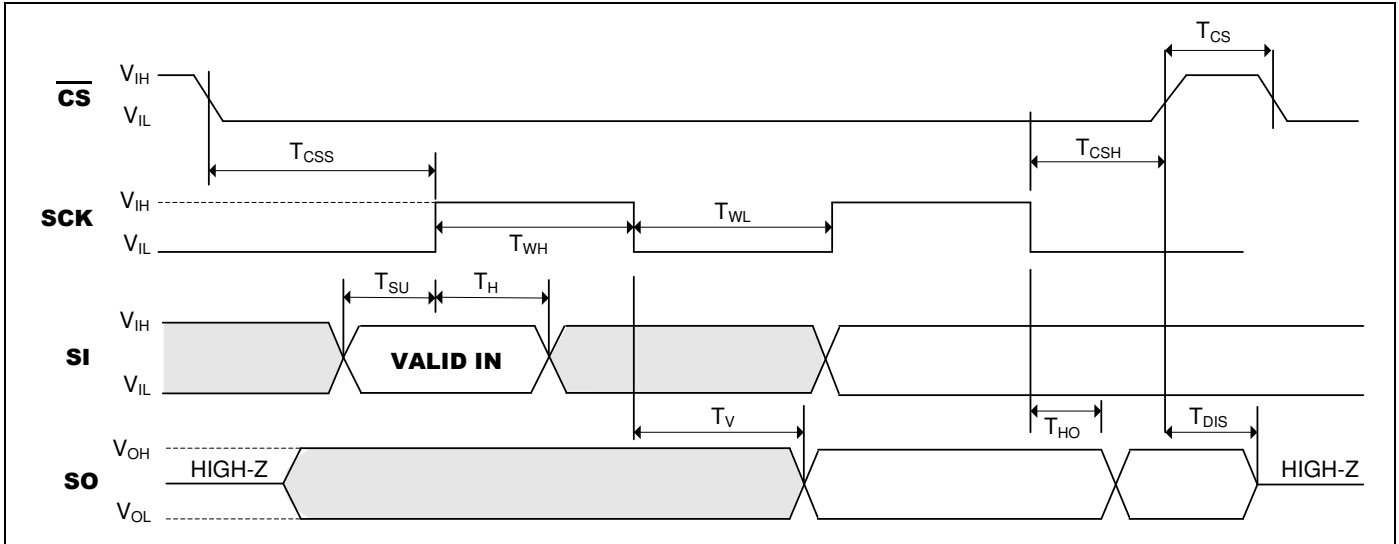 T_CS
V_IH
CS
V_IL
T_CSS
T_CSH
V_IH
SCK
T_WL
V_IL
T_WH
T_SU T_H
V_IH
SI
VALID IN
V_IL
T_V
T_HO
T_DIS
V_OH
HIGH-Z
SO
HIGH-Z
V_OL